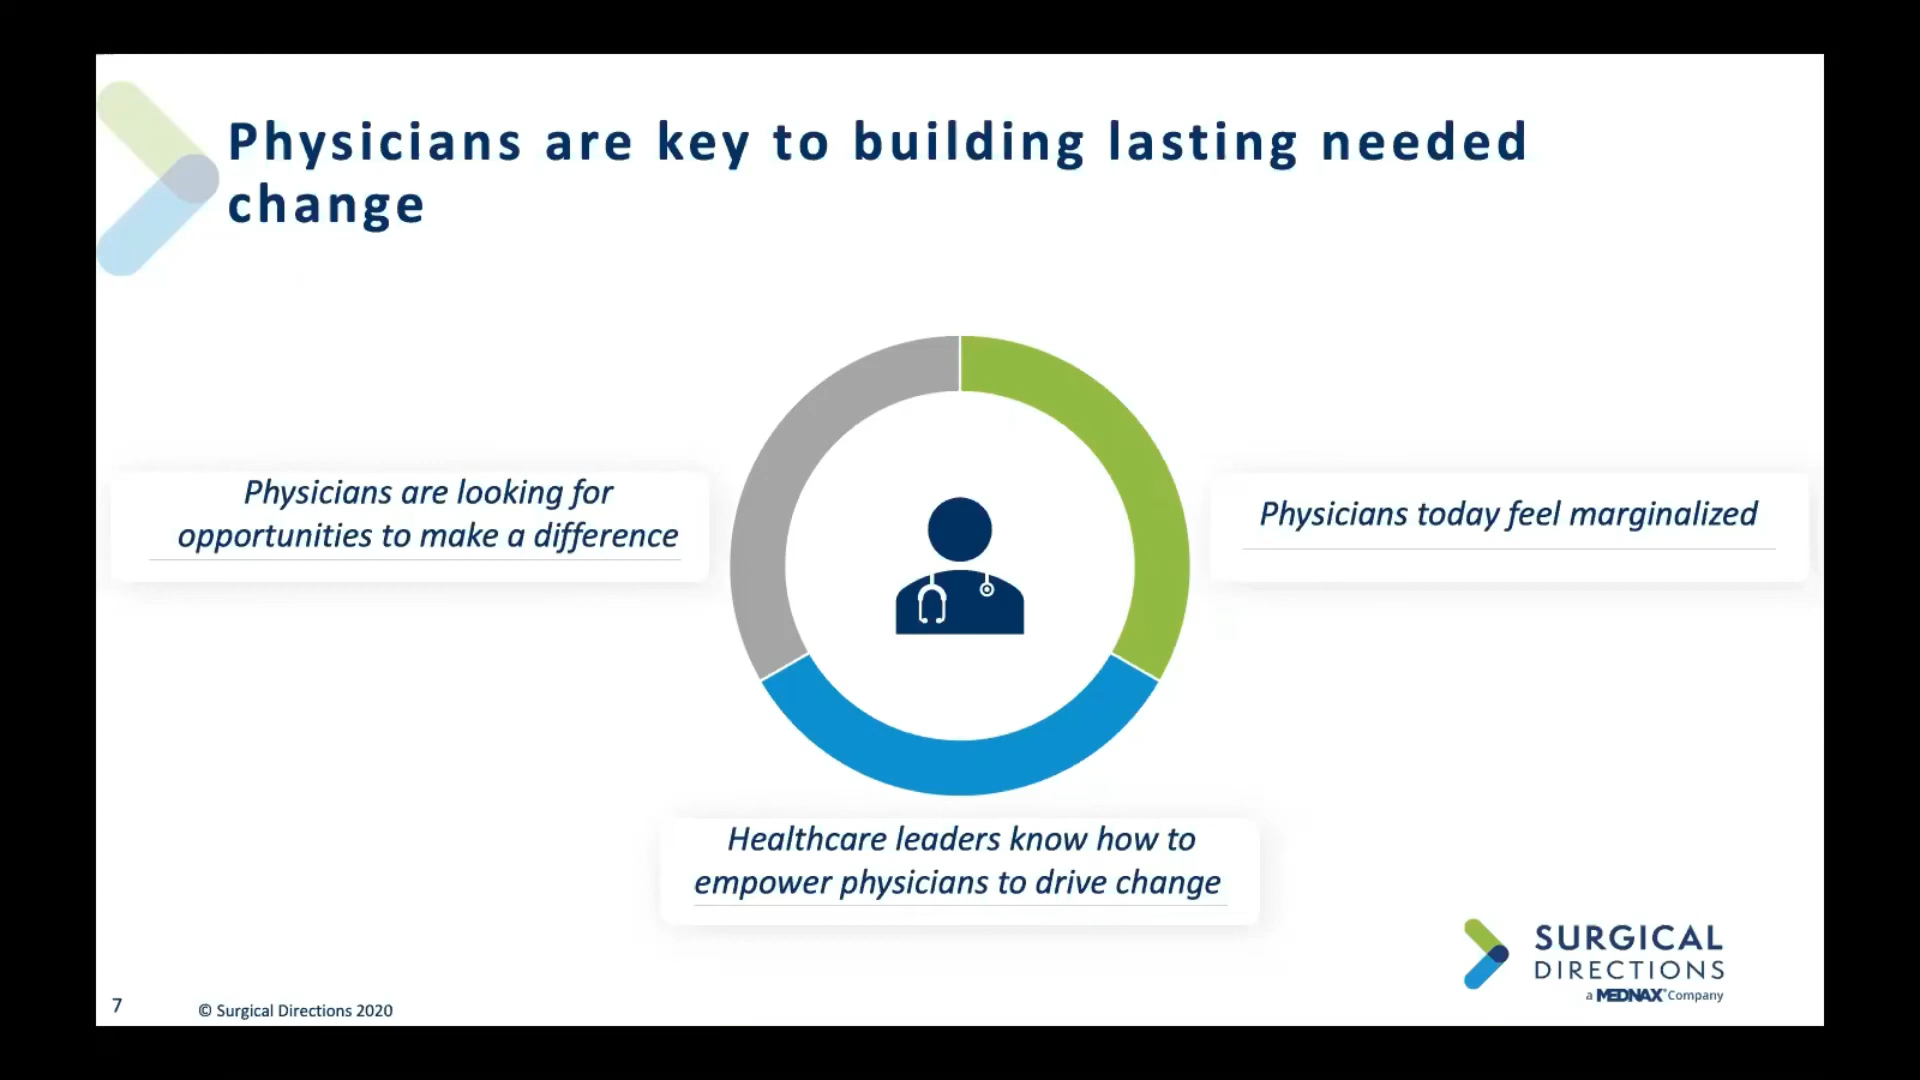 Physicians are key to building lasting needed
change
Physicians are looking for
opportunities to make a difference
Physicians today feel marginalized
Healthcare leaders know how to
empower physicians to drive change
SURGICAL
DIRECTIONS
a MEDNAX® Company
7
© Surgical Directions 2020